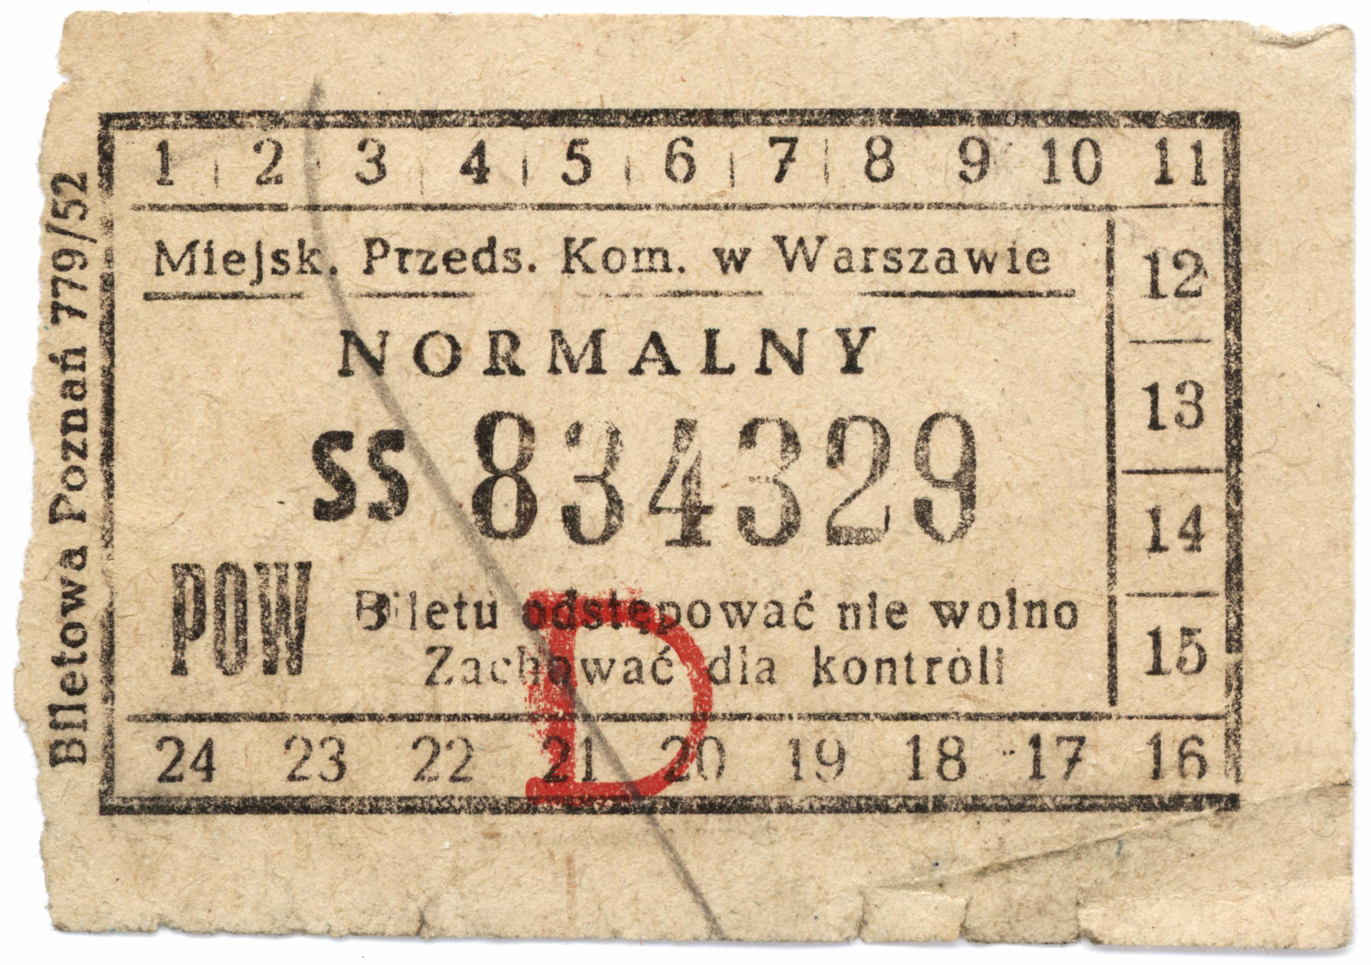 1 2 3 4 5 6 7 8 9 10 11
Miejsk. Przeds. Kom. w Warszawie
12
NORMALNY
13
SS 834329
14
POW
Biletu odstępować nie wolno
Zachować dla kontroli
15
24 23 22 21 20 19 18 17 16
D
Biletowa Poznań 779/52